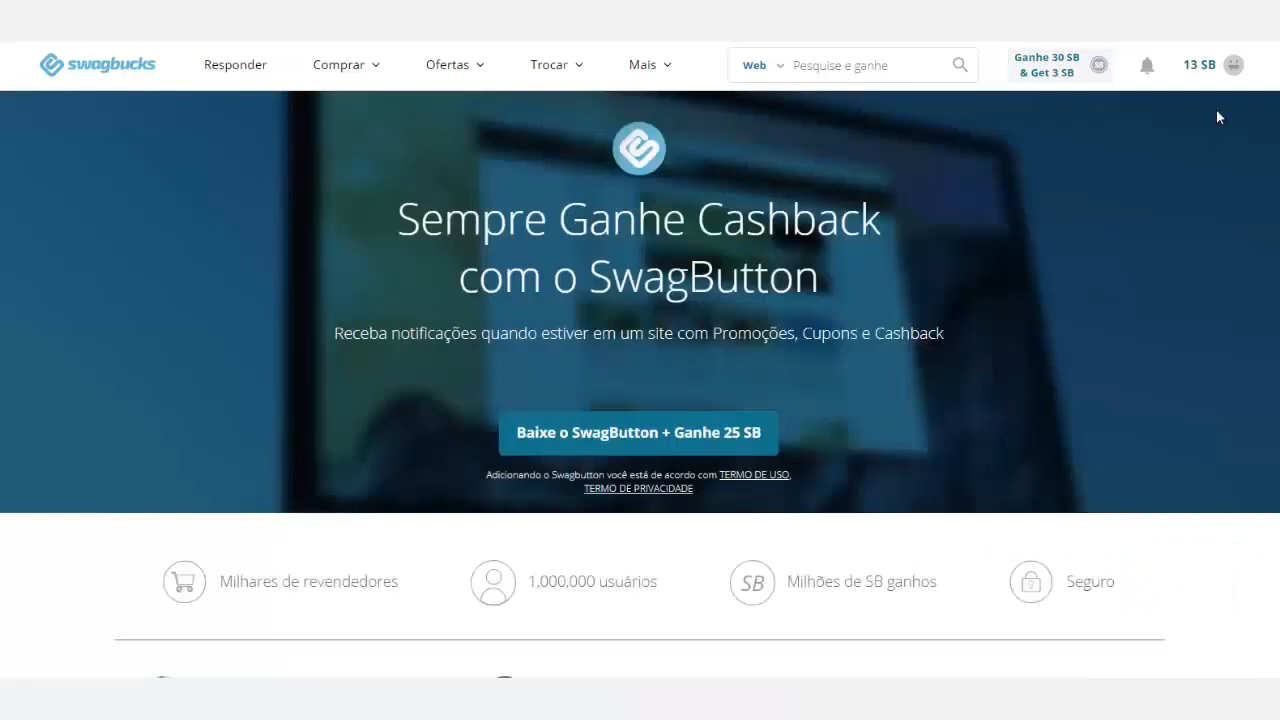 swagbucks
Responder
Comprar
Ofertas
Trocar
Mais
Web
Pesquise e ganhe
Ganhe 30 SB
& Get 3 SB
SB
13 SB
Sempre Ganhe Cashback
com o SwagButton
Receba notificações quando estiver em um site com Promoções, Cupons e Cashback
Baixe o SwagButton + Ganhe 25 SB
Adicionando o Swagbutton você está de acordo com TERMO DE USO,
TERMO DE PRIVACIDADE
Milhares de revendedores
1,000,000 usuários
SB
Milhões de SB ganhos
Seguro